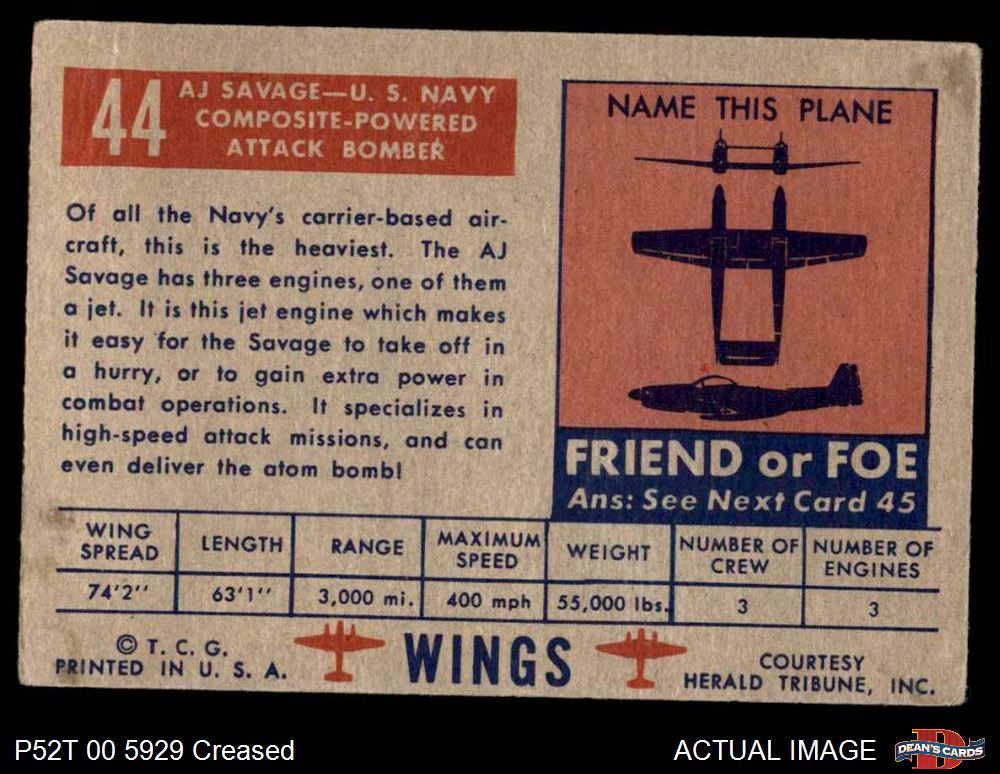 44
AJ SAVAGE—U. S. NAVY
COMPOSITE-POWERED
ATTACK BOMBER
Of all the Navy's carrier-based air-
craft, this is the heaviest. The AJ
Savage has three engines, one of them
a jet. It is this jet engine which makes
it easy for the Savage to take off in
a hurry, or to gain extra power in
combat operations. It specializes in
high-speed attack missions, and can
even deliver the atom bomb!
NAME THIS PLANE
FRIEND or FOE
Ans: See Next Card 45
WING SPREAD
LENGTH
RANGE
MAXIMUM SPEED
WEIGHT
NUMBER OF CREW
NUMBER OF ENGINES
74'2''
63'1''
3,000 mi.
400 mph
55,000 lbs.
3
3
© T. C. G.
PRINTED IN U. S. A.
WINGS
COURTESY
HERALD TRIBUNE, INC.
P52T 00 5929 Creased
ACTUAL IMAGE
D
DEAN'S CARDS